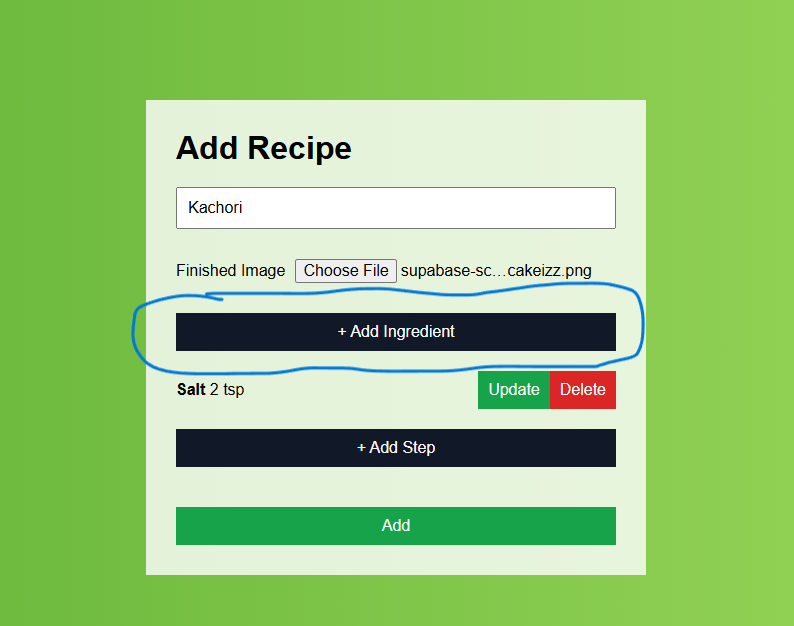 Add Recipe
Kachori
Finished Image Choose File supabase-sc...cakeizz.png
+ Add Ingredient
Salt 2 tsp Update Delete
+ Add Step
Add